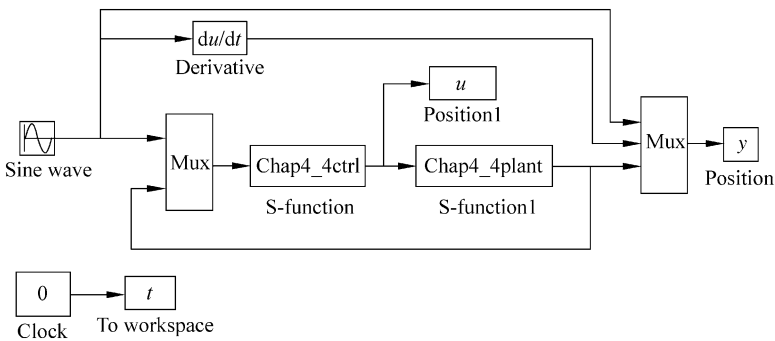 du/dt
Derivative
u
Position1
Sine wave
Mux
Chap4_4ctrl
S-function
Chap4_4plant
S-function1
Mux
y
Position
0
Clock
t
To workspace